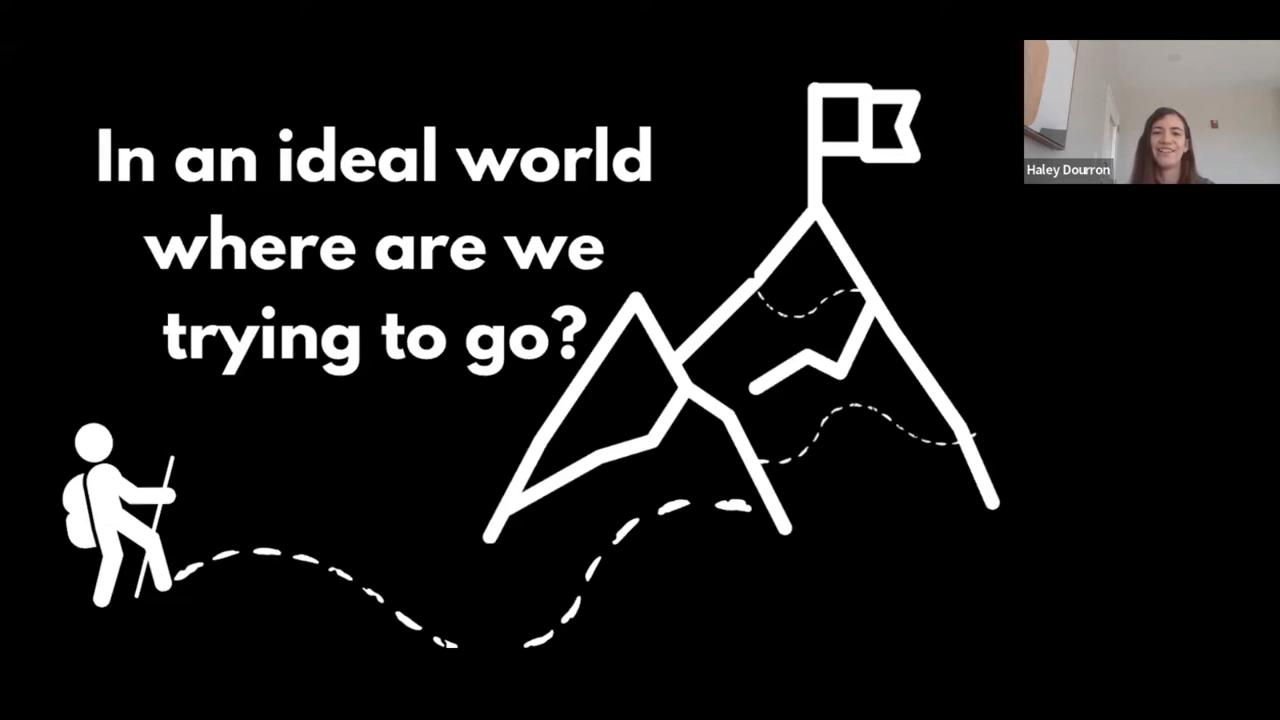 In an ideal world
where are we
trying to go?
Haley Dourron